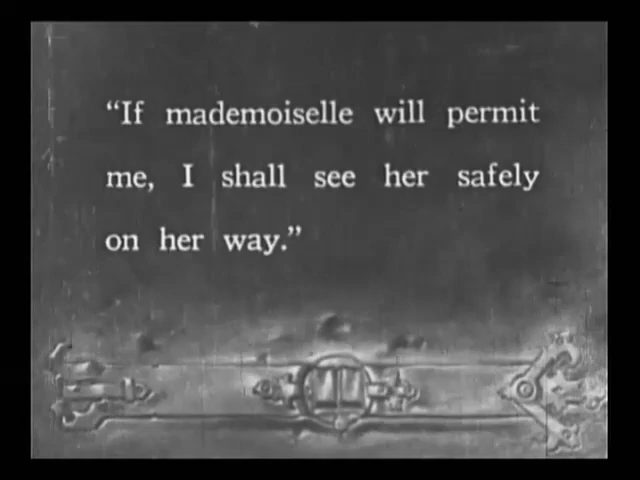 “If mademoiselle will permit
me, I shall see her safely
on her way.”